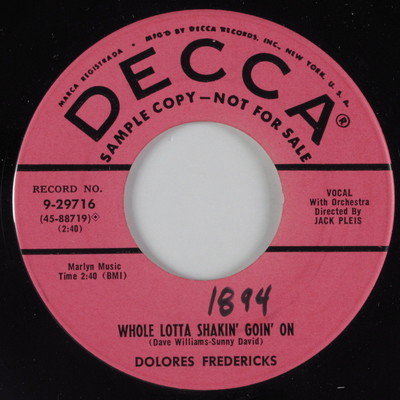 MARCA REGISTRADA • MF'D BY DECCA RECORDS, INC., NEW YORK, U. S. A.
DECCA®
SAMPLE COPY—NOT FOR SALE
RECORD NO.
9-29716
(45-88719)
(2:40)
VOCAL
With Orchestra
Directed By
JACK PLEIS
Marlyn Music
Time 2:40 (BMI)
1894
WHOLE LOTTA SHAKIN' GOIN' ON
(Dave Williams-Sunny David)
DOLORES FREDERICKS